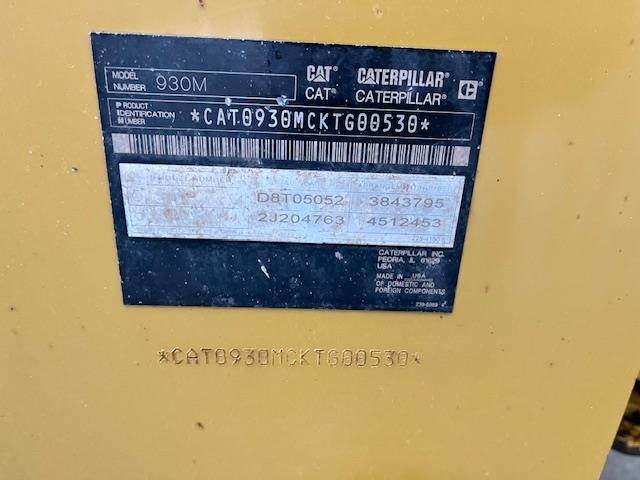 MODEL NUMBER 930M
CAT® CATERPILLAR®
CAT® CATERPILLAR® C
PRODUCT IDENTIFICATION NUMBER *CAT0930MCKTG00530*
D8T05052 3843795
2J204763 4512453
CATERPILLAR INC.
PEORIA, IL 61629
USA
MADE IN USA
OF DOMESTIC AND
FOREIGN COMPONENTS
*CAT0930MCKTG00530*